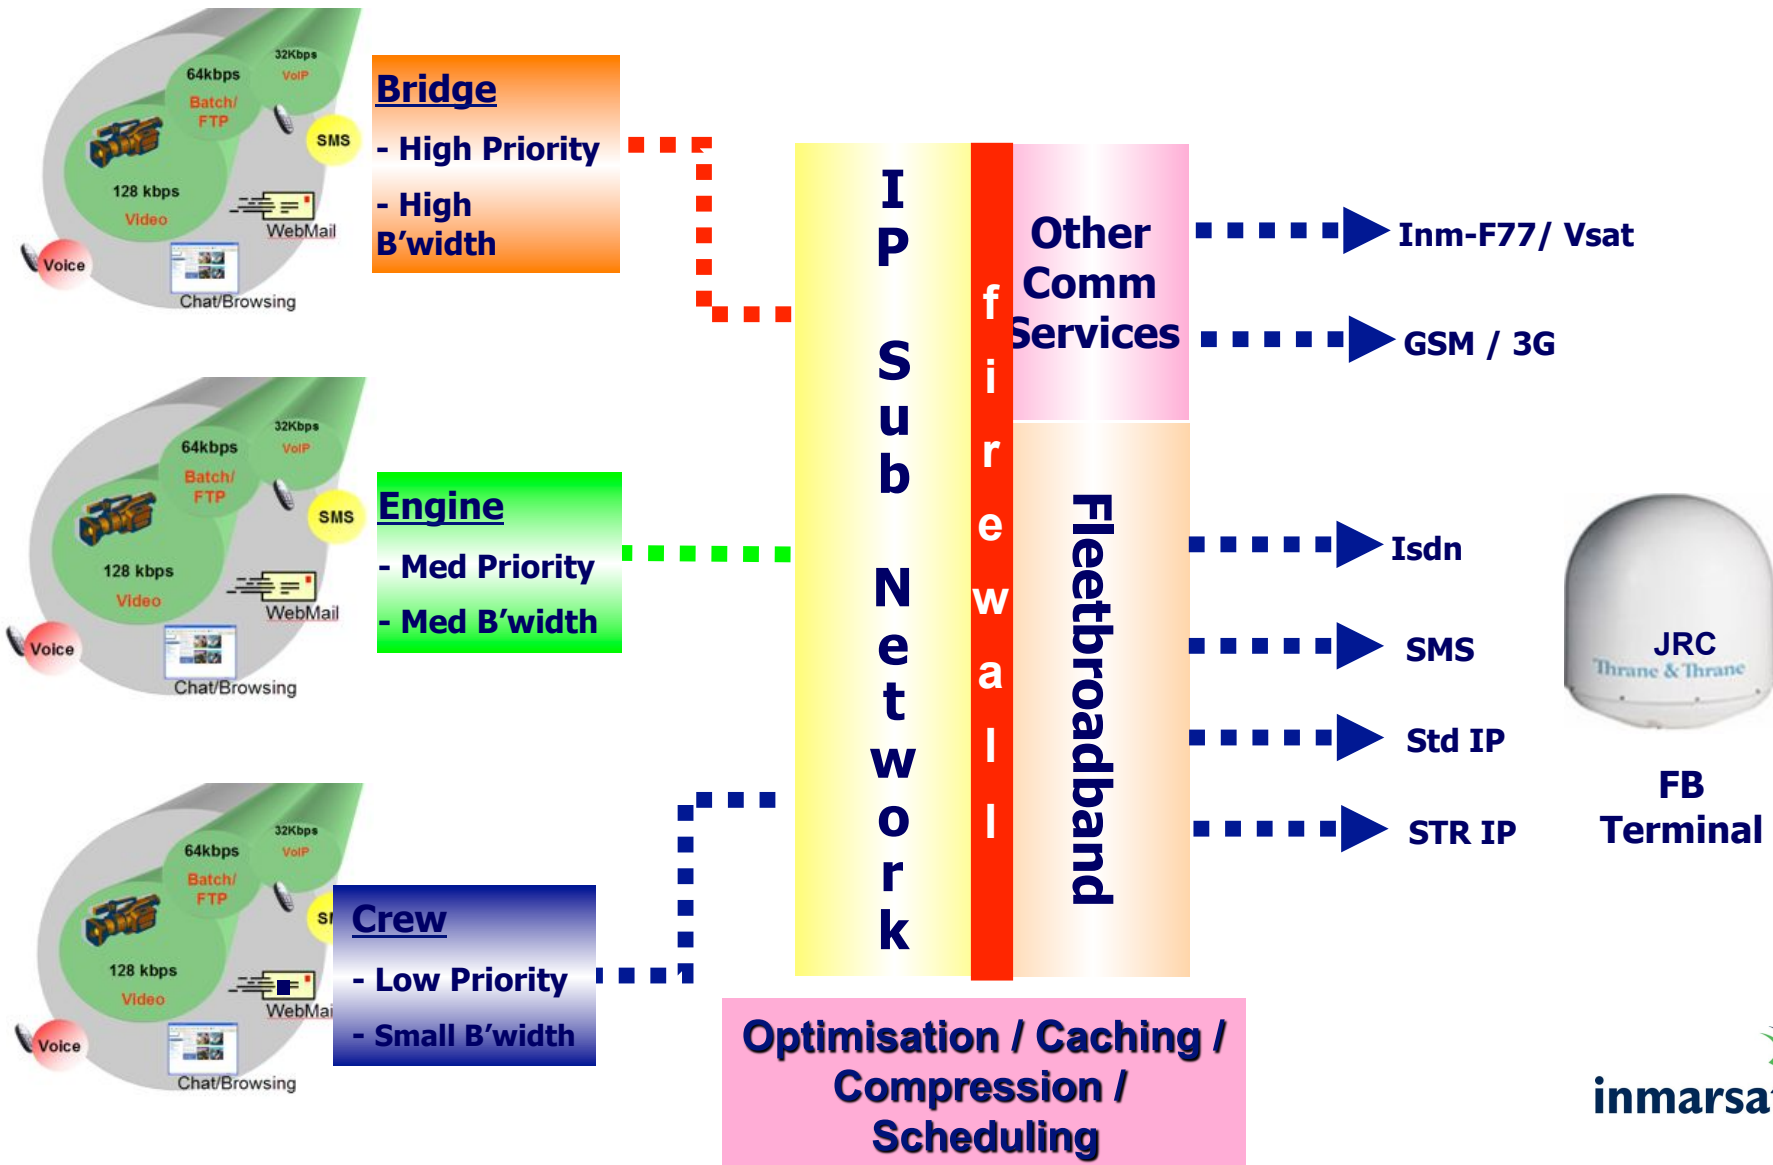 32Kbps
VoIP
64kbps
Batch/
FTP
SMS
128 kbps
Video
WebMail
Voice
Chat/Browsing
Bridge
- High Priority
- High
B'width
32Kbps
VoIP
64kbps
Batch/
FTP
SMS
128 kbps
Video
WebMail
Voice
Chat/Browsing
Engine
- Med Priority
- Med B'width
32Kbps
VoIP
64kbps
Batch/
FTP
128 kbps
Video
Voice
Chat/Browsing
Crew
- Low Priority
- Small B'width
IP Sub Network
firewall
Other
Comm
Services
Fleetbroadband
Inm-F77/ Vsat
GSM / 3G
Isdn
SMS
Std IP
STR IP
JRC
Thrane & Thrane
FB
Terminal
Optimisation / Caching /
Compression /
Scheduling